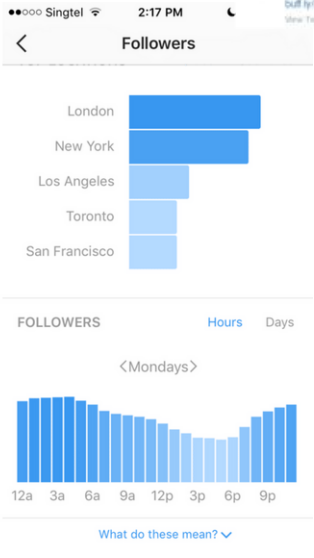 ●●○○○ Singtel 2:17 PM
Followers
London
New York
Los Angeles
Toronto
San Francisco
FOLLOWERS Hours Days
<Mondays>
12a 3a 6a 9a 12p 3p 6p 9p
What do these mean?